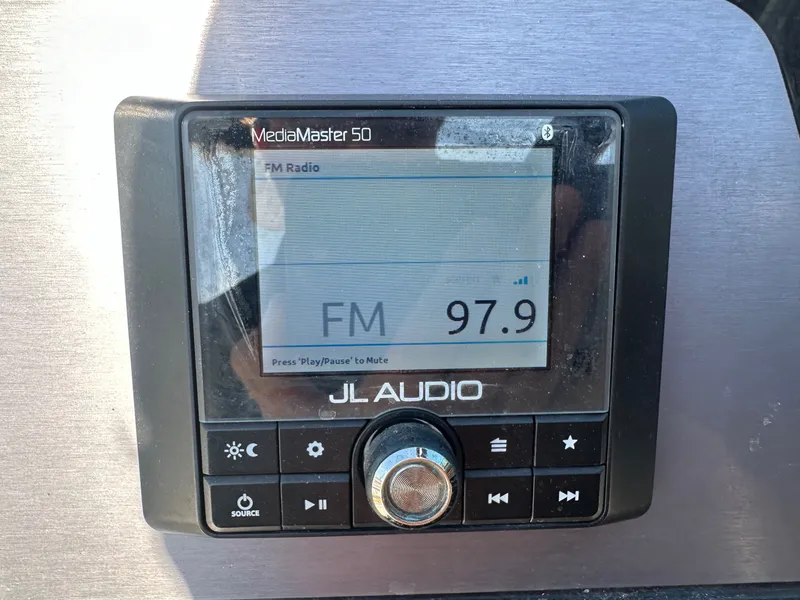 MediaMaster 50
FM Radio
FM 97.9
Press 'Play/Pause' to Mute
JL AUDIO
SOURCE